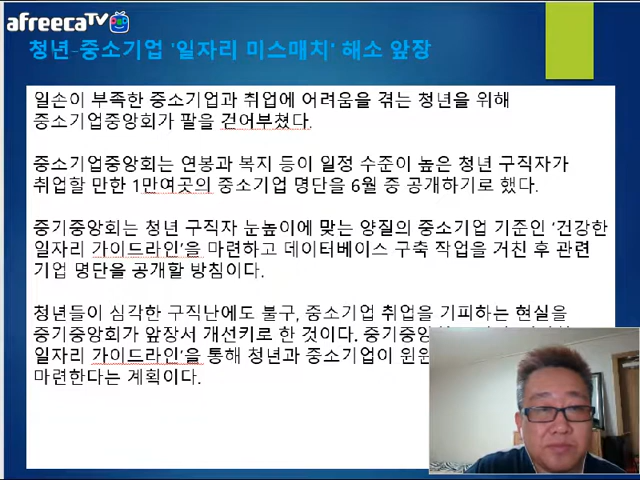 afreecaTV
청년-중소기업 '일자리 미스매치' 해소 앞장
일손이 부족한 중소기업과 취업에 어려움을 겪는 청년을 위해
중소기업중앙회가 팔을 걷어부쳤다.
중소기업중앙회는 연봉과 복지 등이 일정 수준이 높은 청년 구직자가
취업할 만한 1만여곳의 중소기업 명단을 6월 중 공개하기로 했다.
중기중앙회는 청년 구직자 눈높이에 맞는 양질의 중소기업 기준인 '건강한
일자리 가이드라인'을 마련하고 데이터베이스 구축 작업을 거친 후 관련
기업 명단을 공개할 방침이다.
청년들이 심각한 구직난에도 불구, 중소기업 취업을 기피하는 현실을
중기중앙회가 앞장서 개선키로 한 것이다.
일자리 가이드라인'을 통해 청년과 중소기업이
마련한다는 계획이다.